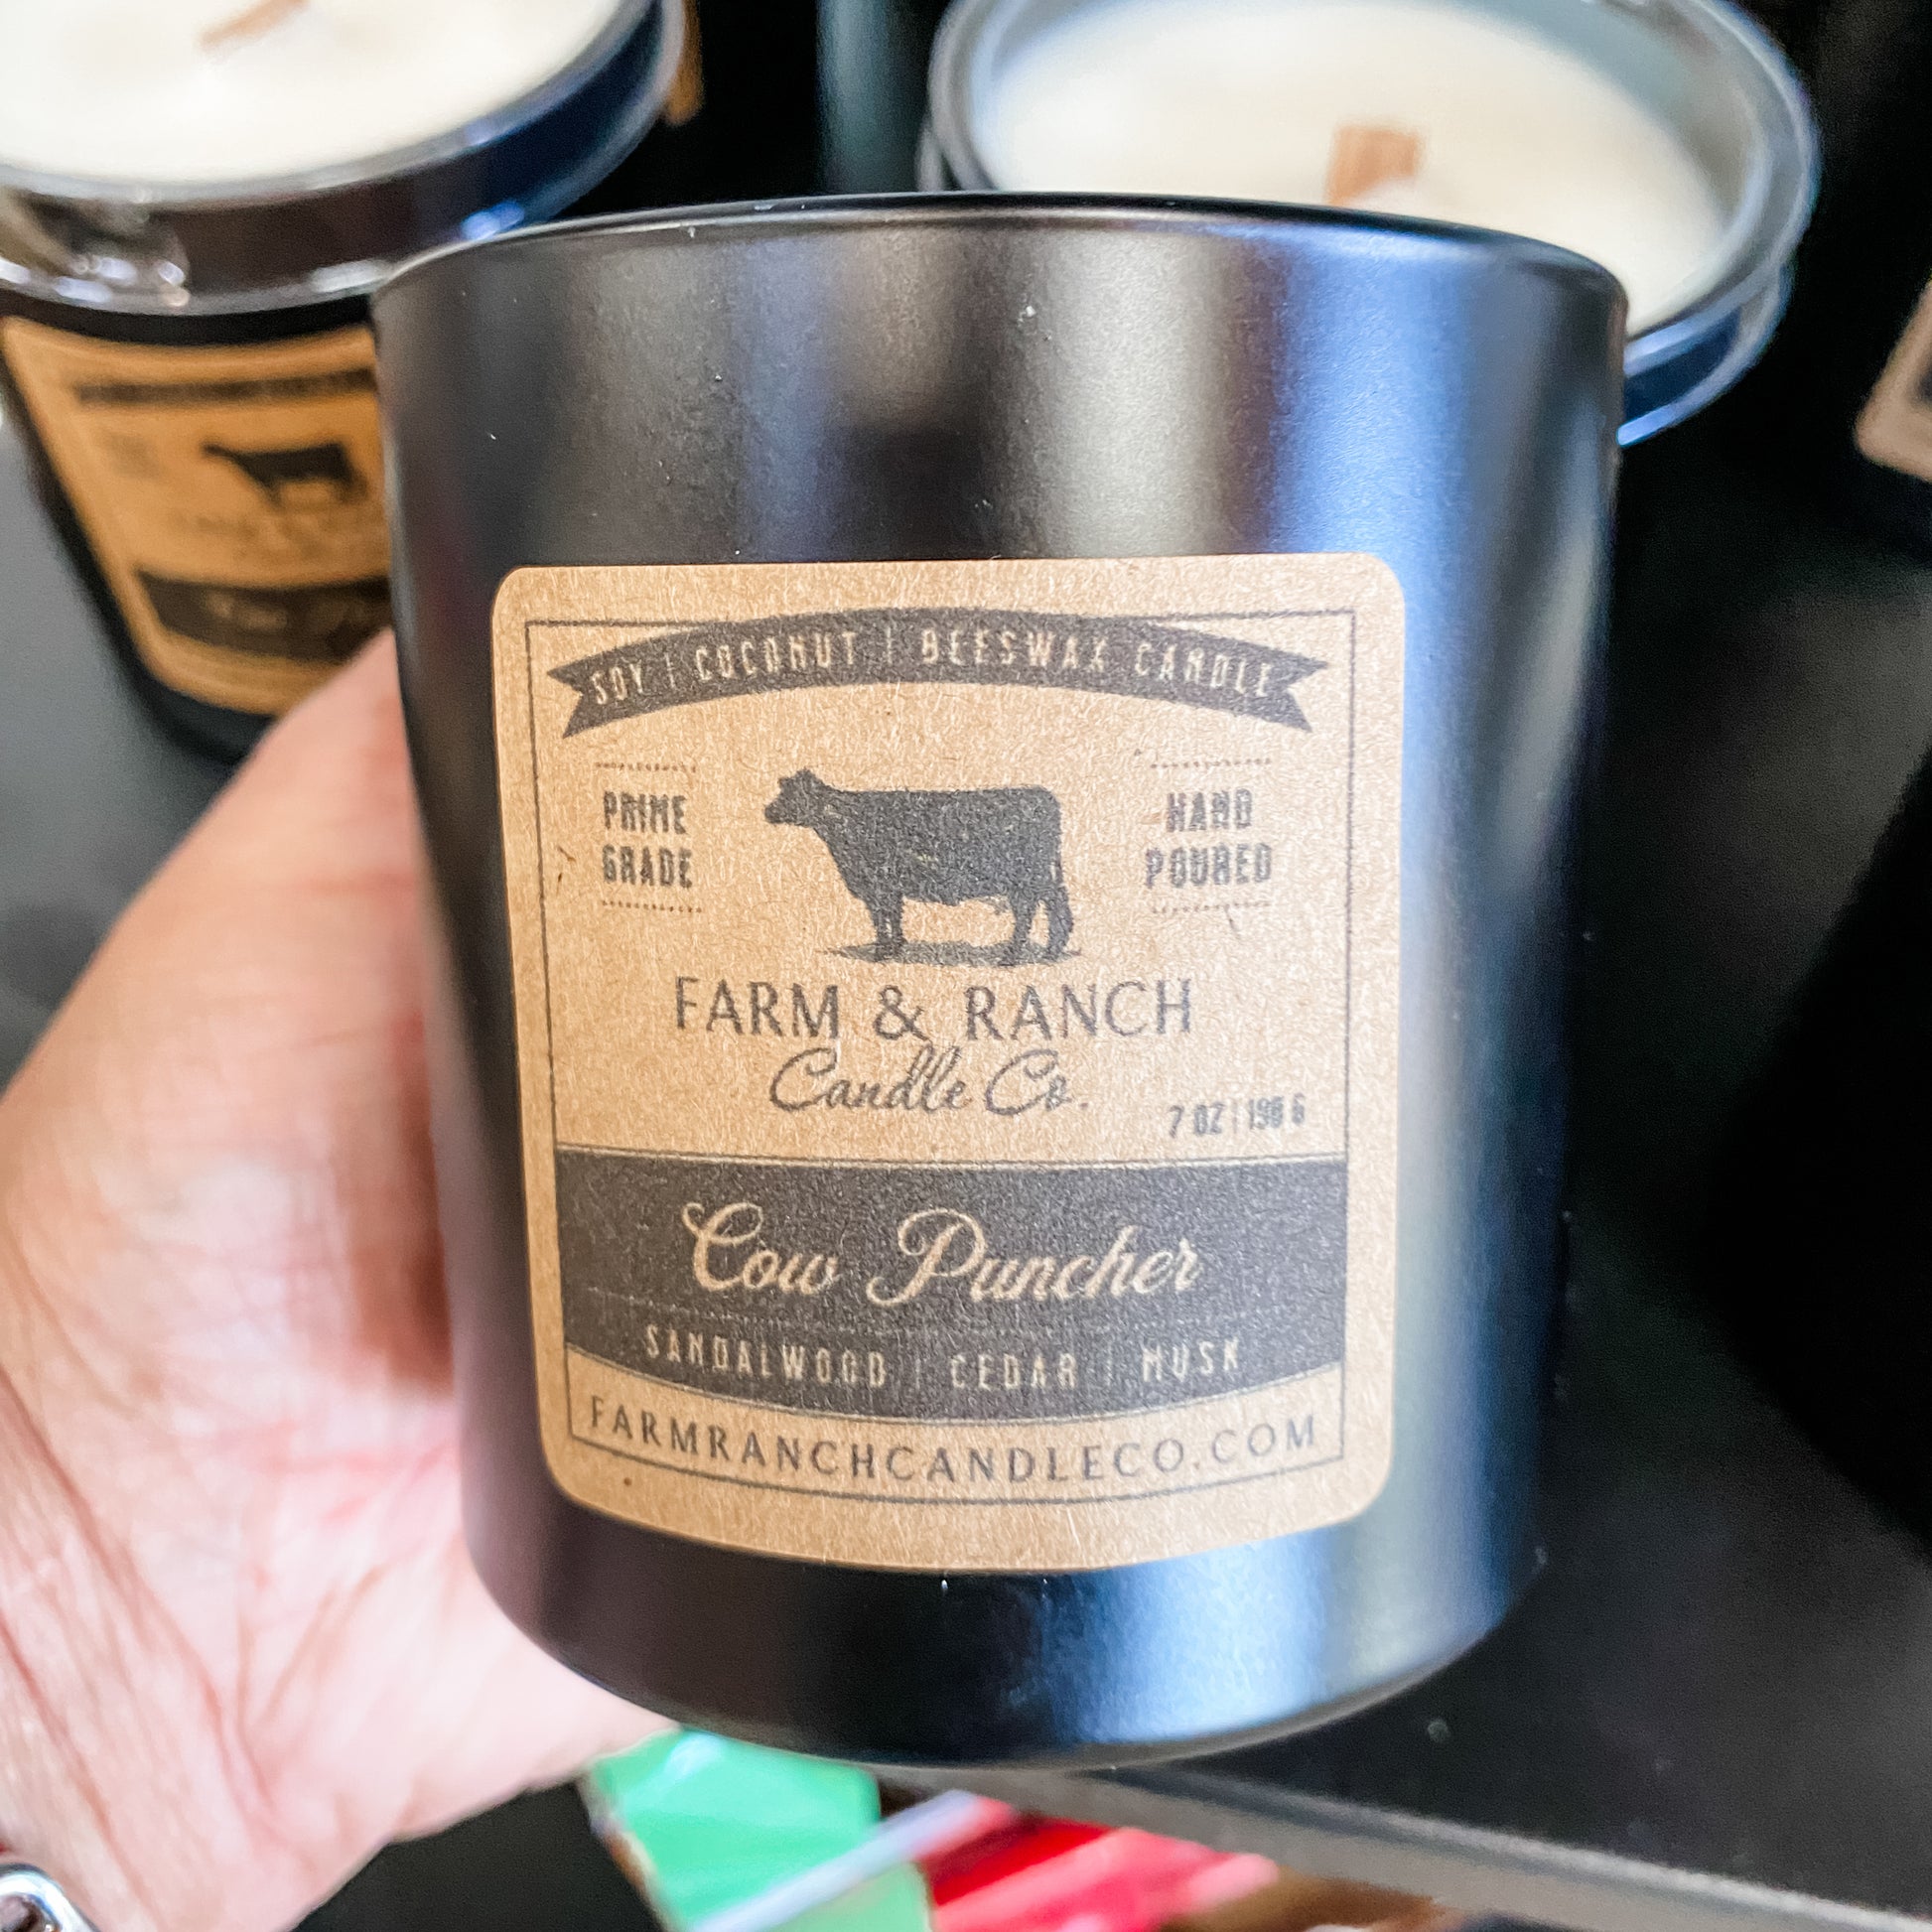 SOY | COCONUT | BEESWAX CANDLE
PRIME
GRADE
HAND
POURED
FARM & RANCH
Candle Co.
7 OZ | 198 G
Cow Puncher
SANDALWOOD | CEDAR | MUSK
FARMRANCHCANDLECO.COM